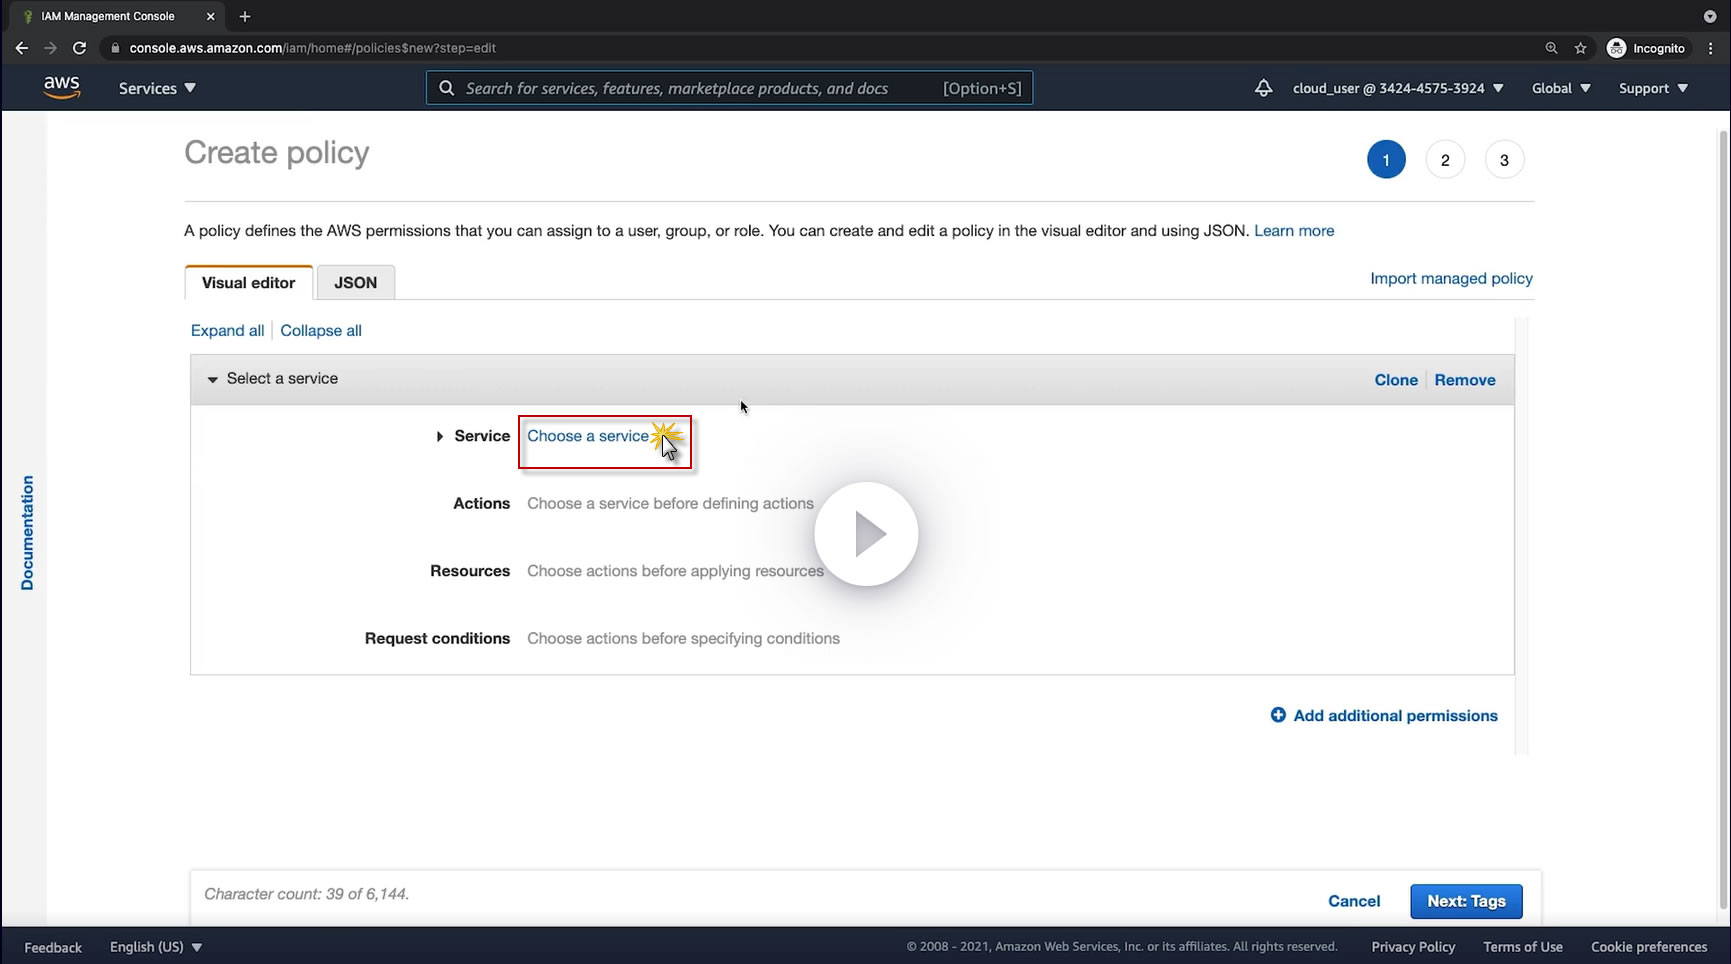 IAM Management Console
console.aws.amazon.com/iam/home#/policies$new?step=edit
Incognito
aws
Services
Search for services, features, marketplace products, and docs [Option+S]
cloud_user @ 3424-4575-3924
Global
Support
Create policy
1 2 3
A policy defines the AWS permissions that you can assign to a user, group, or role. You can create and edit a policy in the visual editor and using JSON. Learn more
Visual editor JSON
Import managed policy
Expand all Collapse all
Select a service
Clone Remove
Service Choose a service
Actions Choose a service before defining actions
Resources Choose actions before applying resources
Request conditions Choose actions before specifying conditions
Documentation
Add additional permissions
Character count: 39 of 6,144.
Cancel Next: Tags
Feedback English (US) © 2008 - 2021, Amazon Web Services, Inc. or its affiliates. All rights reserved. Privacy Policy Terms of Use Cookie preferences